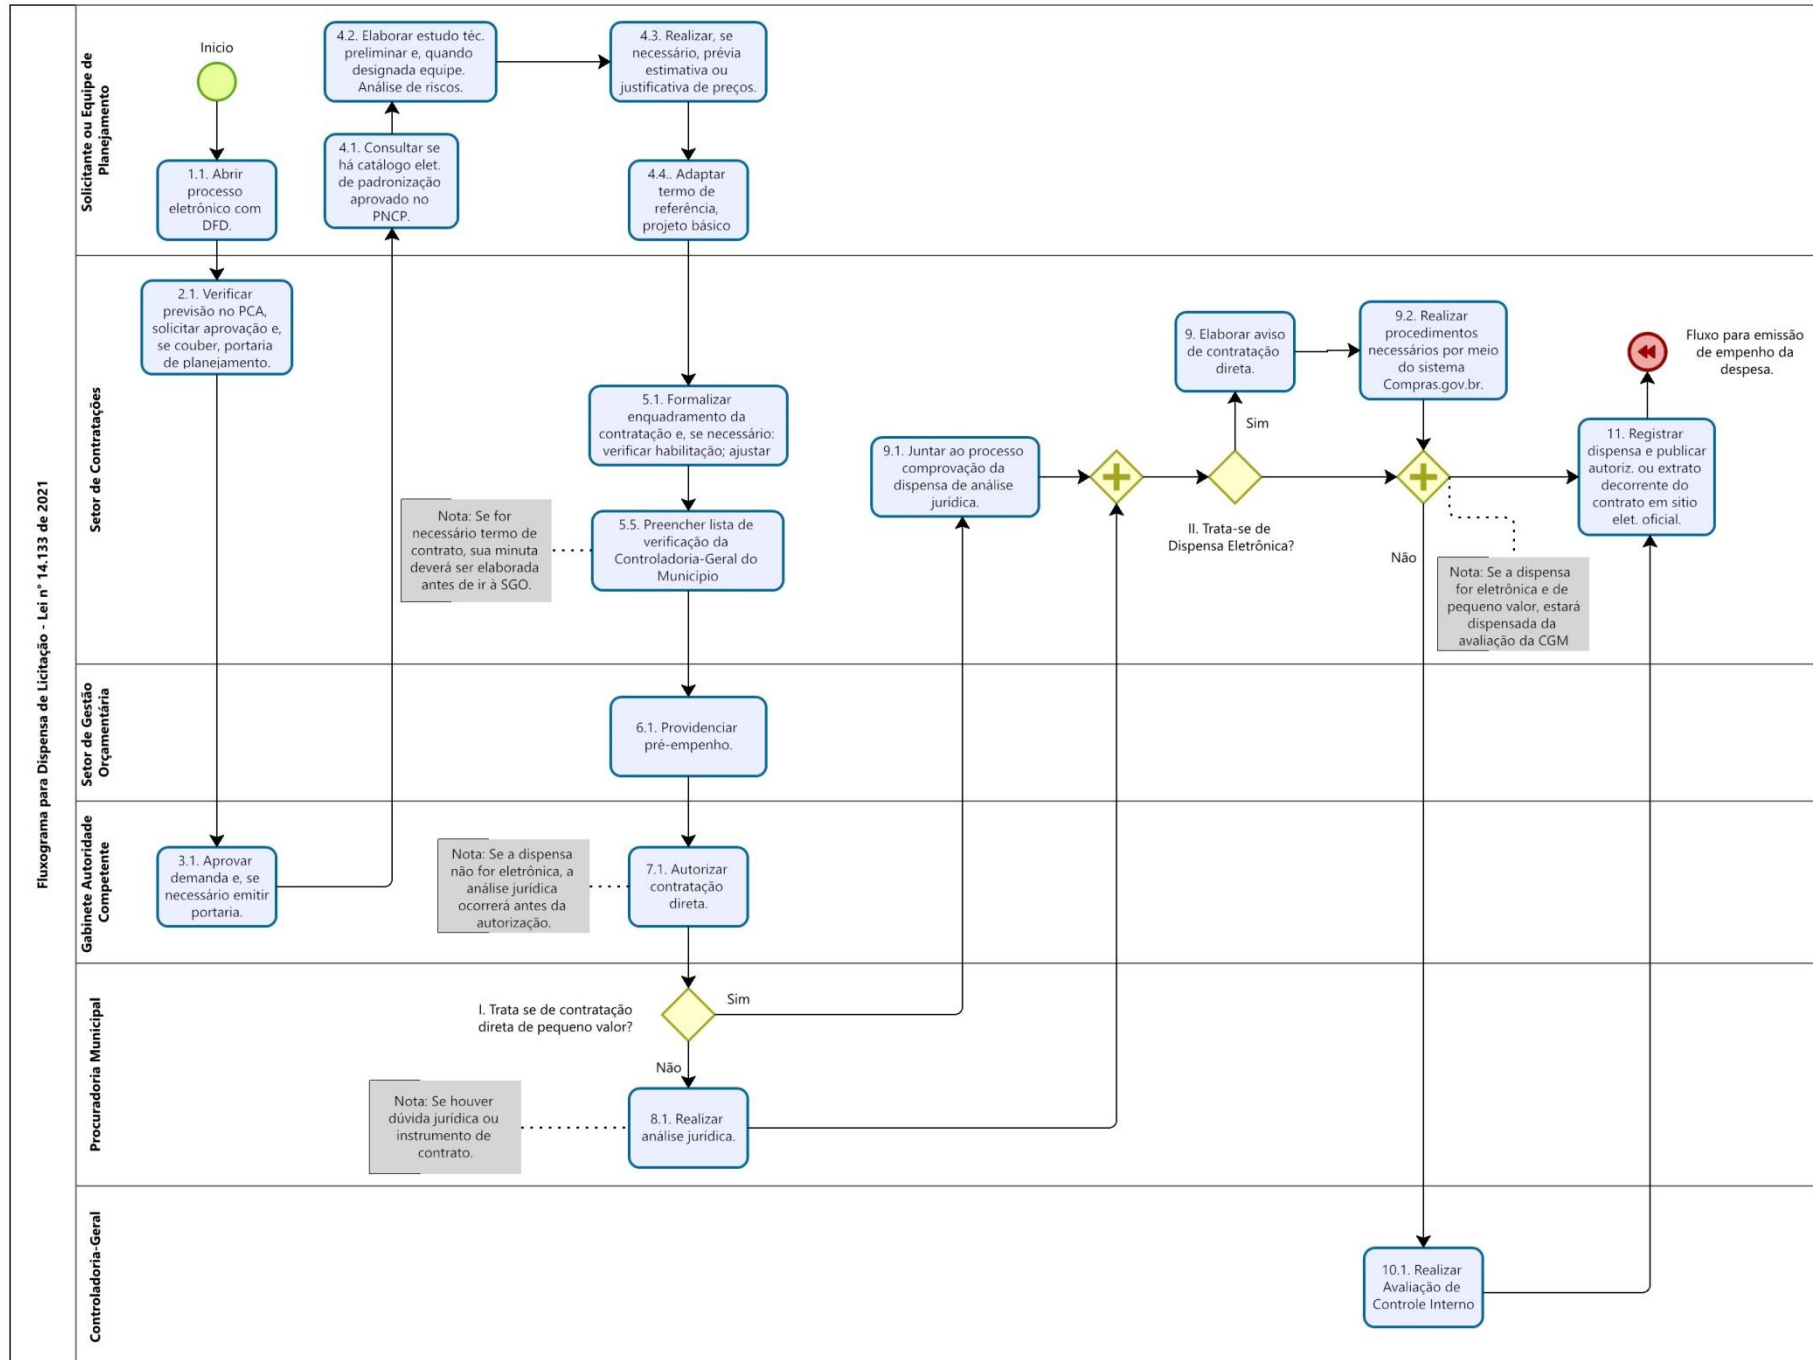 Fluxograma para Dispensa de Licitação - Lei n° 14.133 de 2021
Solicitante ou Equipe de
Planejamento
Inicio
1.1. Abrir
processo
eletrônico com
DFD.
4.2. Elaborar estudo téc.
preliminar e, quando
designada equipe.
Análise de riscos.
4.1. Consultar se
há catálogo elet.
de padronização
aprovado no
PNCP.
4.3. Realizar, se
necessário, prévia
estimativa ou
justificativa de preços.
4.4.. Adaptar
termo de
referência,
projeto básico
Setor de Contratações
2.1. Verificar
previsão no PCA,
solicitar aprovação e,
se couber, portaria
de planejamento.
5.1. Formalizar
enquadramento da
contratação e, se necessário:
verificar habilitação; ajustar
Nota: Se for
necessário termo de
contrato, sua minuta
deverá ser elaborada
antes de ir à SGO.
5.5. Preencher lista de
verificação da
Controladoria-Geral do
Município
9.1. Juntar ao processo
comprovação da
dispensa de análise
jurídica.
9. Elaborar aviso
de contratação
direta.
Sim
II. Trata-se de
Dispensa Eletrônica?
9.2. Realizar
procedimentos
necessários por meio
do sistema
Compras.gov.br.
Não
Nota: Se a dispensa
for eletrônica e de
pequeno valor, estará
dispensada da
avaliação da CGM
Fluxo para emissão
de empenho da
despesa.
11. Registrar
dispensa e publicar
autoriz. ou extrato
decorrente do
contrato em sitio
elet. oficial.
Setor de Gestão
Orçamentária
6.1. Providenciar
pré-empenho.
Gabinete Autoridade
Competente
3.1. Aprovar
demanda e, se
necessário emitir
portaria.
Nota: Se a dispensa
não for eletrônica, a
análise jurídica
ocorrerá antes da
autorização.
7.1. Autorizar
contratação
direta.
Procuradoria Municipal
I. Trata se de contratação
direta de pequeno valor?
Sim
Não
Nota: Se houver
dúvida jurídica ou
instrumento de
contrato.
8.1. Realizar
análise jurídica.
Controladoria-Geral
10.1. Realizar
Avaliação de
Controle Interno